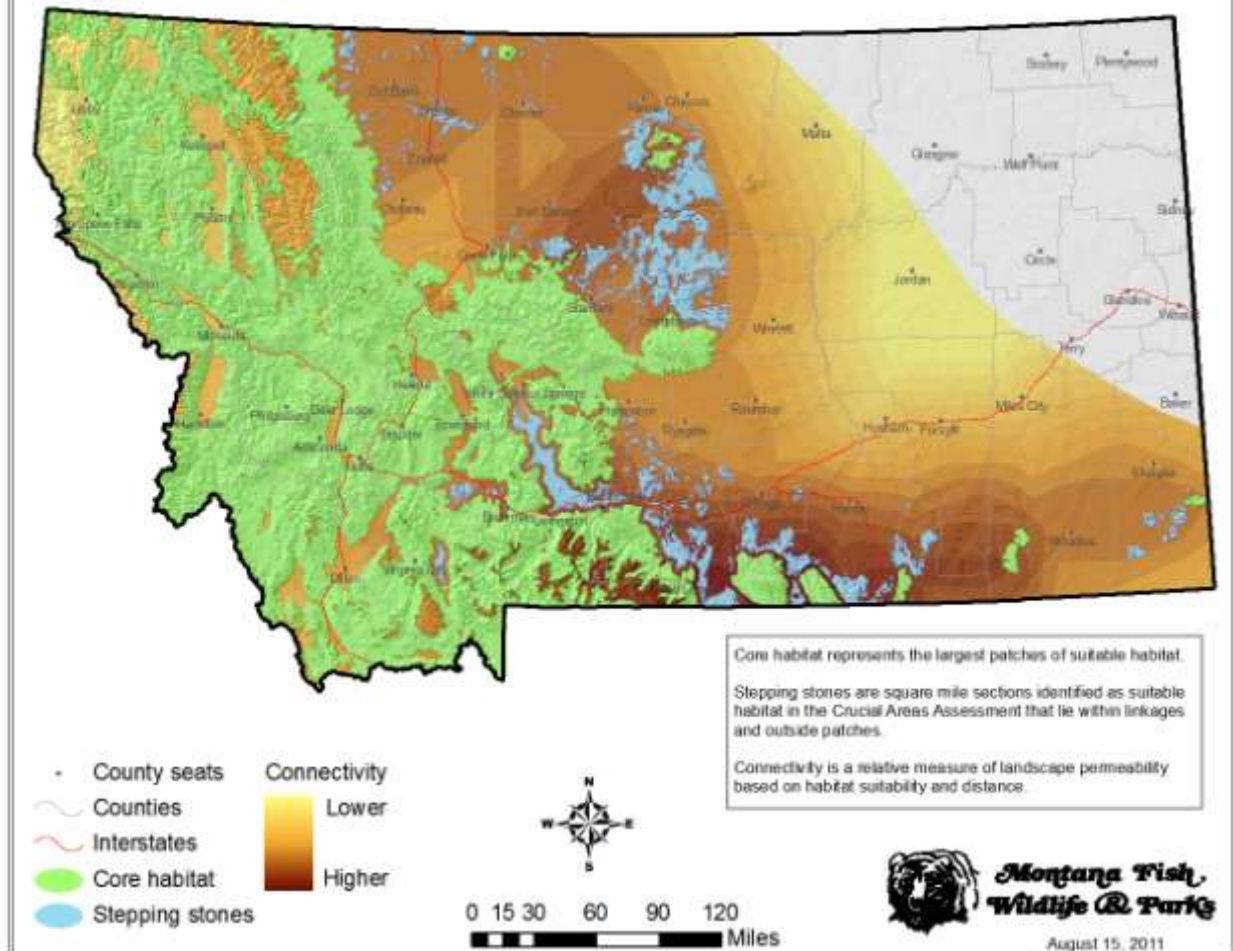 Scobey
Plentywood
Libby
Cut Bank
Shelby
Chester
Havre
Chinook
Malta
Kalispell
Glasgow
Wolf Point
Conrad
Choteau
Fort Benton
Sidney
Thompson Falls
Polson
Great Falls
Circle
Jordan
Superior
Glendive
Wibaux
Stanford
Lewistown
Missoula
Winnett
Terry
Helena
White Sulphur Springs
Philipsburg
Deer Lodge
Hamilton
Harlowton
Roundup
Miles City
Baker
Boulder
Townsend
Ryegate
Hysham
Forsyth
Anaconda
Butte
Ekalaka
Billings
Hardin
Bozeman
Livingston
Broadus
Dillon
Core habitat represents the largest patches of suitable habitat.
Stepping stones are square mile sections identified as suitable
habitat in the Crucial Areas Assessment that lie within linkages
and outside patches.
Connectivity is a relative measure of landscape permeability
based on habitat suitability and distance.
County seats
Counties
Interstates
Core habitat
Stepping stones
Connectivity
Lower
Higher
N
W E
S
0 15 30 60 90 120
Miles
Montana Fish,
Wildlife & Parks
August 15, 2011